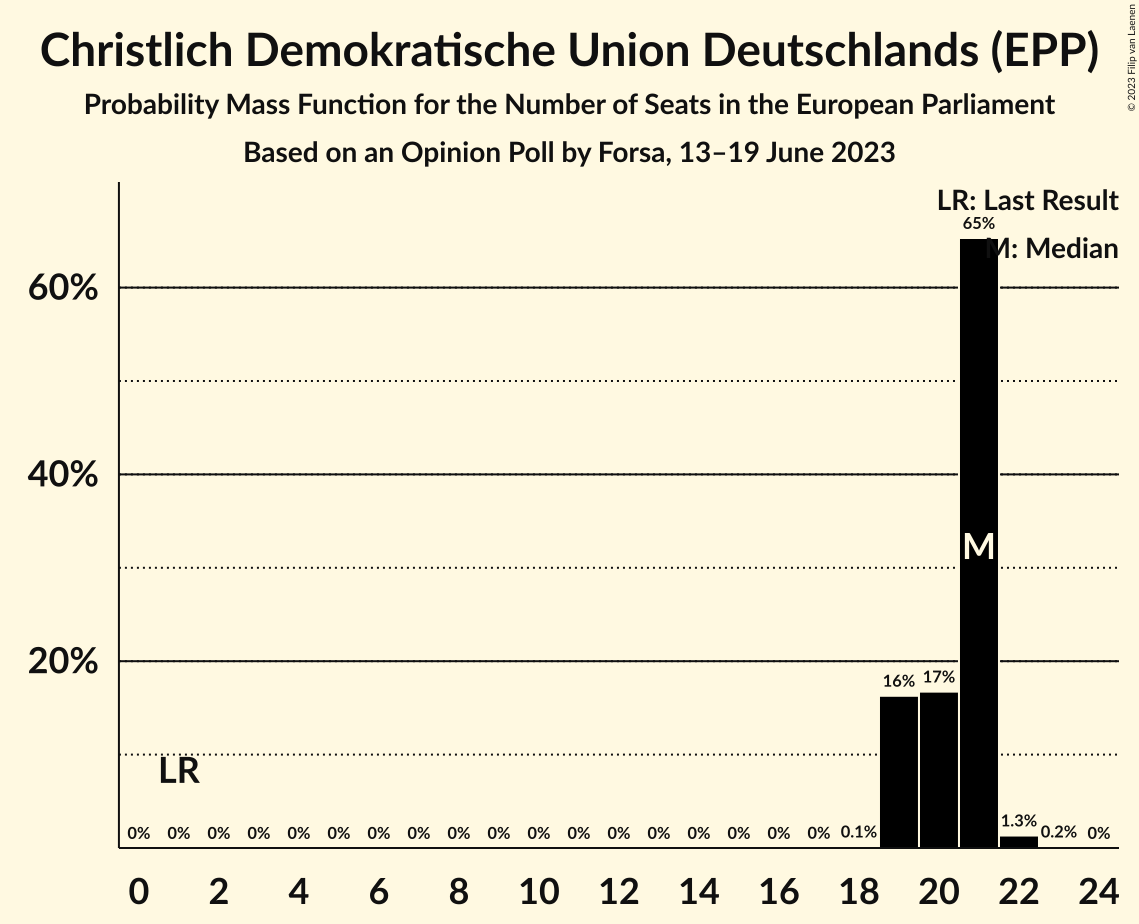 Christlich Demokratische Union Deutschlands (EPP)
Probability Mass Function for the Number of Seats in the European Parliament
Based on an Opinion Poll by Forsa, 13–19 June 2023
© 2023 Filip van Laenen
LR: Last Result
65%
M: Median
60%
40%
M
20%
16% 17%
LR
0% 0% 0% 0% 0% 0% 0% 0% 0% 0% 0% 0% 0% 0% 0% 0% 0% 0% 0.1% 1.3% 0.2% 0%
0 2 4 6 8 10 12 14 16 18 20 22 24